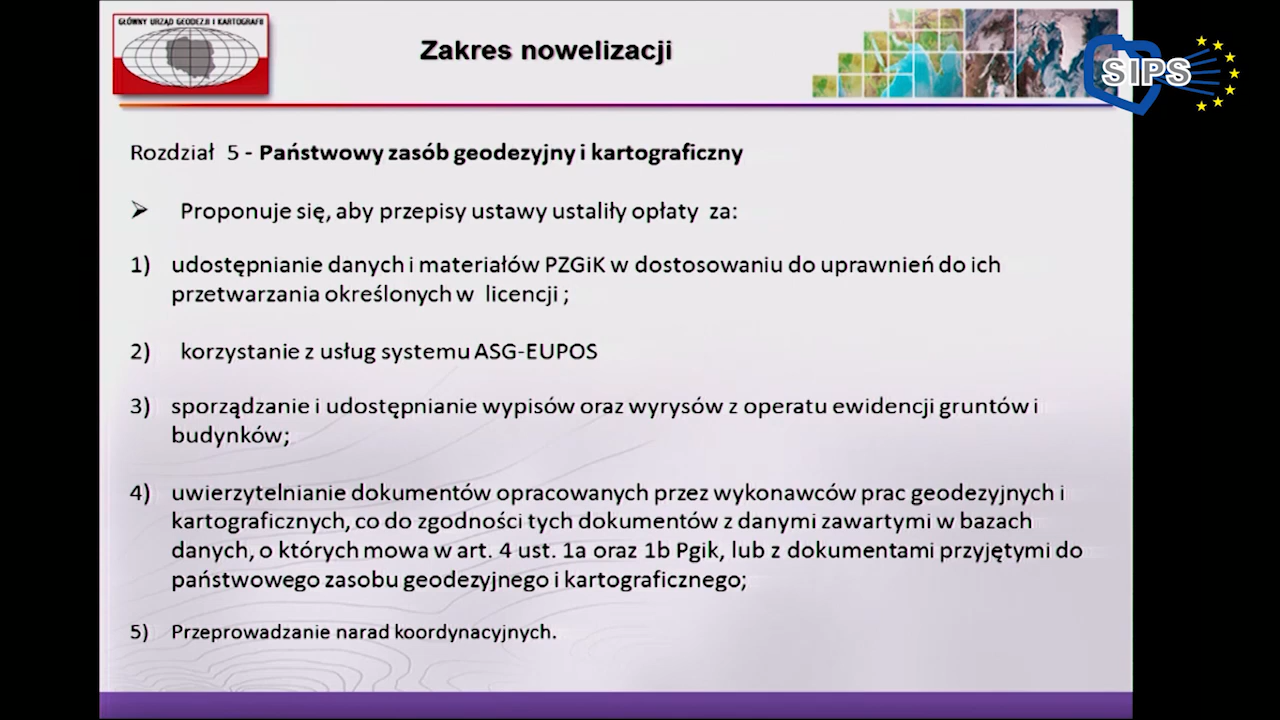 GŁÓWNY URZĄD GEODEZJI I KARTOGRAFII
Zakres nowelizacji
SIPS
Rozdział 5 - Państwowy zasób geodezyjny i kartograficzny
➢ Proponuje się, aby przepisy ustawy ustaliły opłaty za:
1) udostępnianie danych i materiałów PZGiK w dostosowaniu do uprawnień do ich
przetwarzania określonych w licencji ;
2) korzystanie z usług systemu ASG-EUPOS
3) sporządzanie i udostępnianie wypisów oraz wyrysów z operatu ewidencji gruntów i
budynków;
4) uwierzytelnianie dokumentów opracowanych przez wykonawców prac geodezyjnych i
kartograficznych, co do zgodności tych dokumentów z danymi zawartymi w bazach
danych, o których mowa w art. 4 ust. 1a oraz 1b Pgik, lub z dokumentami przyjętymi do
państwowego zasobu geodezyjnego i kartograficznego;
5) Przeprowadzanie narad koordynacyjnych.